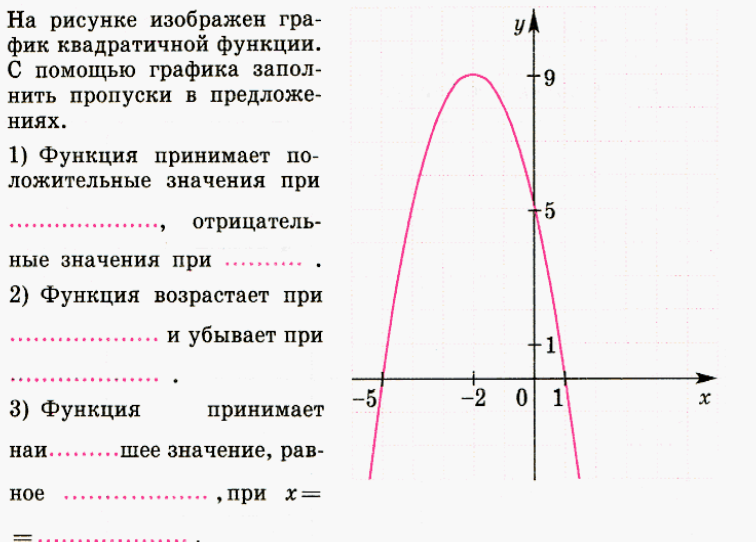 На рисунке изображен гра-
фик квадратичной функции.
С помощью графика запол-
нить пропуски в предложе-
ниях.
1) Функция принимает по-
ложительные значения при
...................., отрицатель-
ные значения при .......... .
2) Функция возрастает при
.................... и убывает при
.................... .
3) Функция принимает
наи.........шее значение, рав-
ное ...................., при x=
=.................... .
y
9
5
1
-5
-2
0
1
x